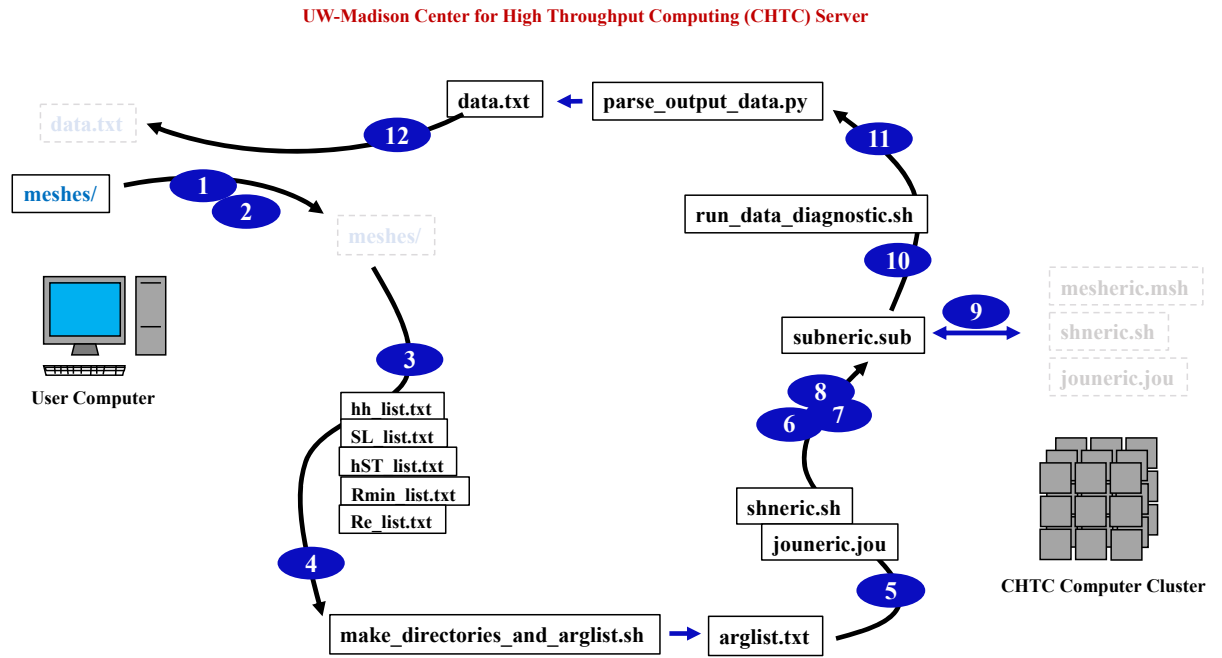 UW-Madison Center for High Throughput Computing (CHTC) Server
data.txt
parse_output_data.py
data.txt
12
11
meshes/
1
2
run_data_diagnostic.sh
meshes/
10
mesheric.msh
9
subneric.sub
shneric.sh
3
jouneric.jou
User Computer
8
hh_list.txt
6
7
SL_list.txt
hST_list.txt
Rmin_list.txt
shneric.sh
Re_list.txt
jouneric.jou
4
CHTC Computer Cluster
5
make_directories_and_arglist.sh
arglist.txt